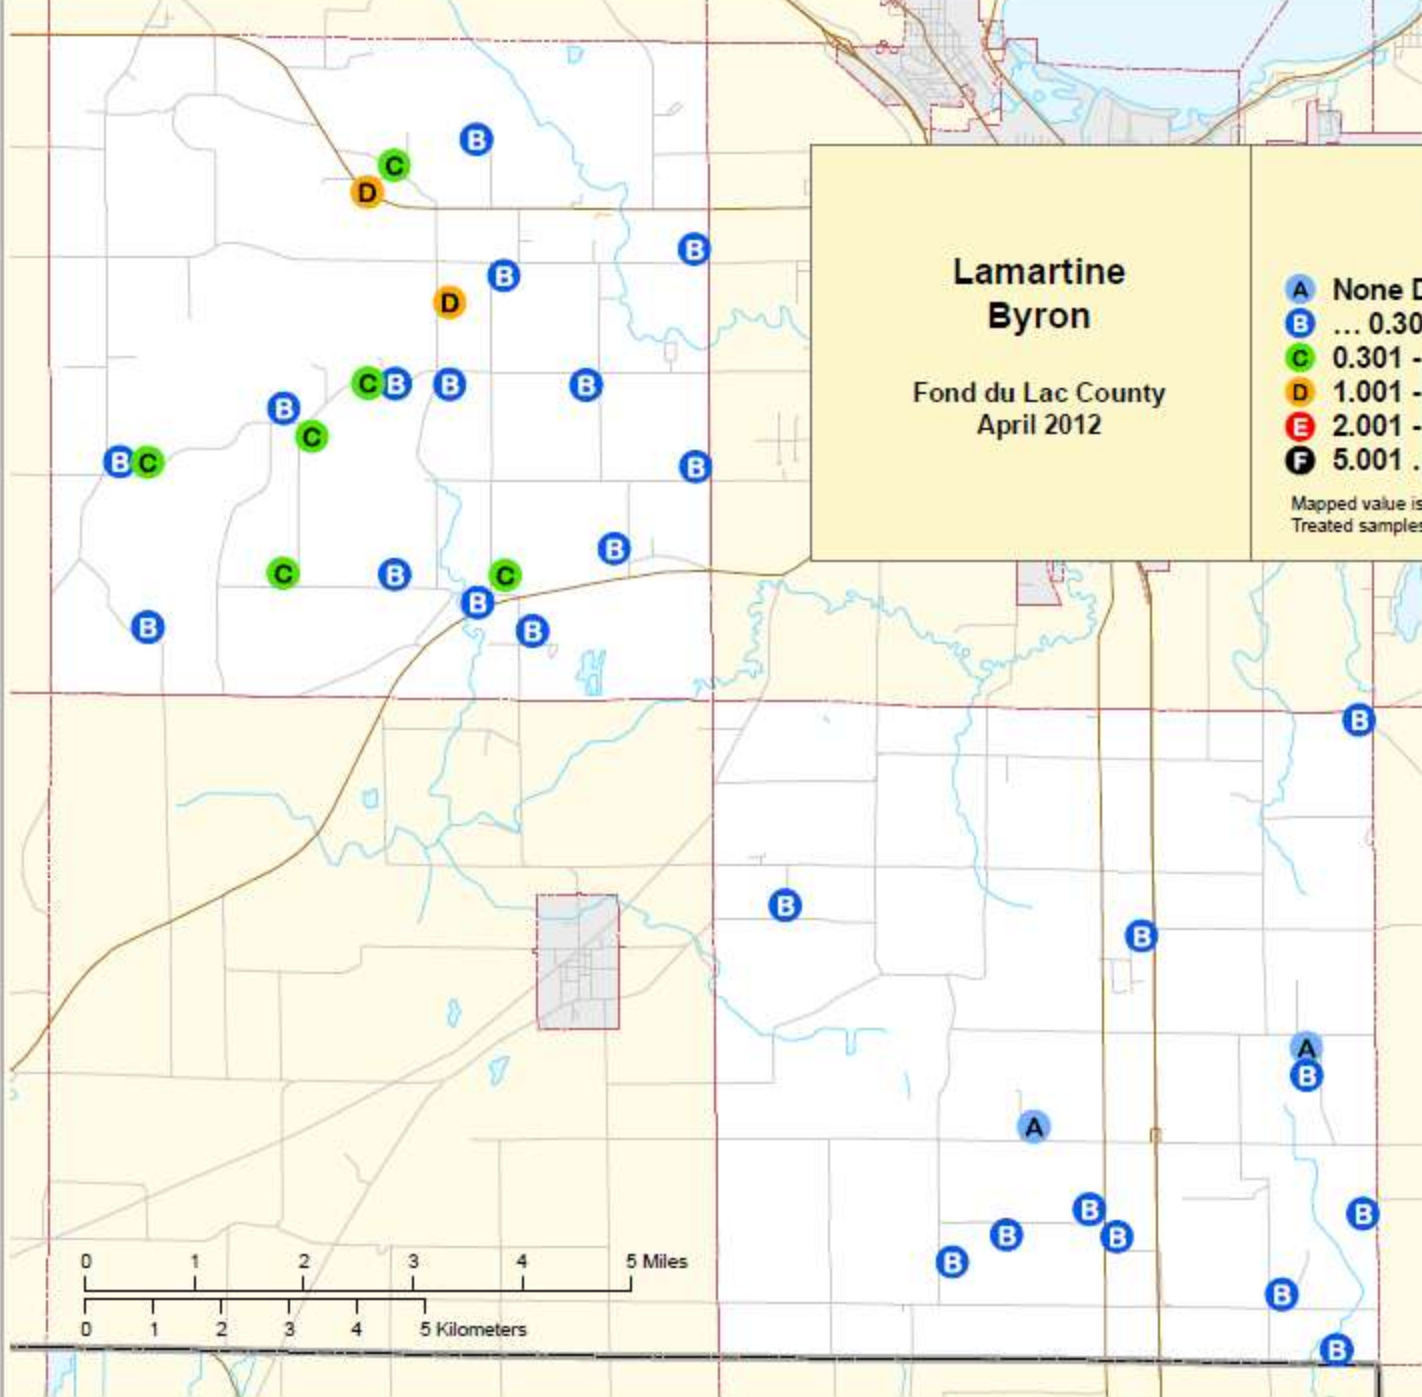 B
C
D
B
B
D
C B B B
B
C
B C
B
B
C B C
B
B B
Lamartine
Byron
Fond du Lac County
April 2012
A None D
B ... 0.30
C 0.301 -
D 1.001 -
E 2.001 -
F 5.001 .
Mapped value is
Treated samples
B
B
B
A
B
A
B
B
B
B
B
B
B
0 1 2 3 4 5 Miles
0 1 2 3 4 5 Kilometers